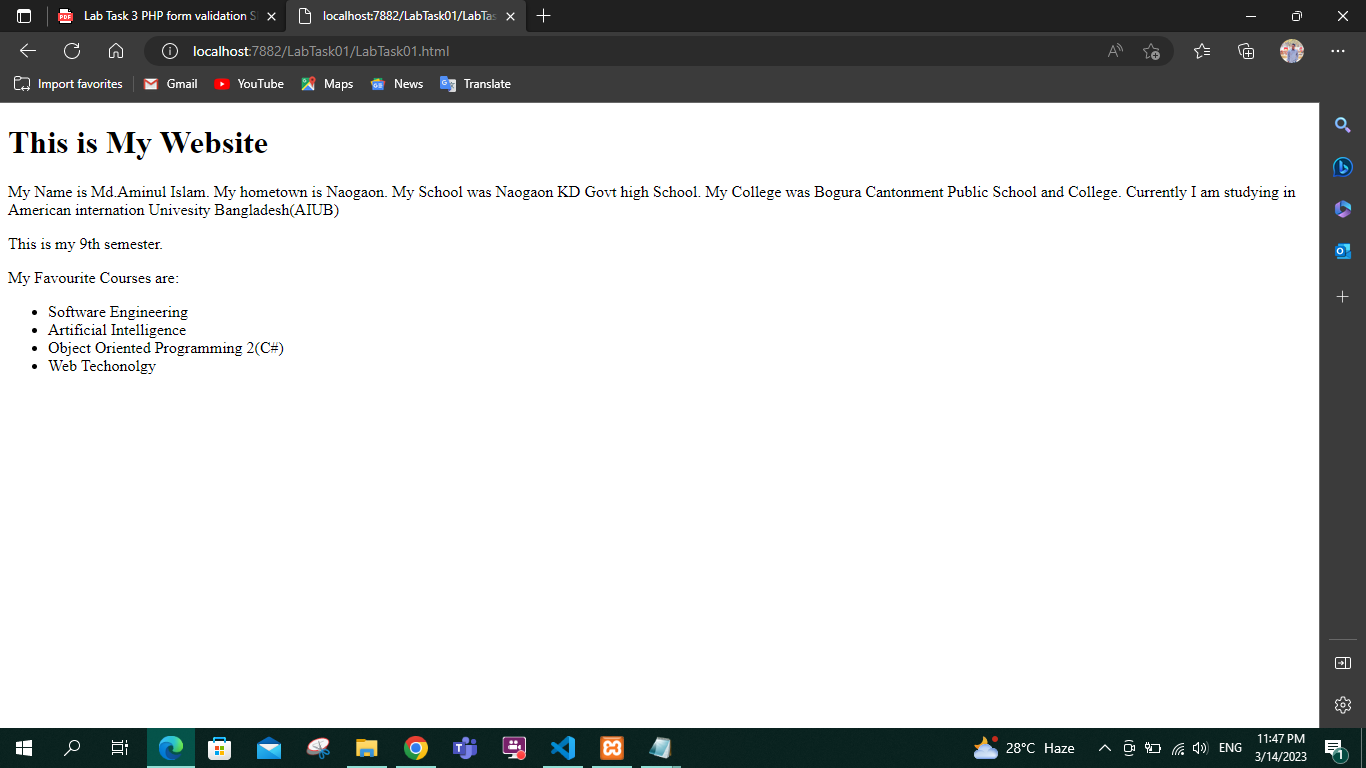 Lab Task 3 PHP form validation S
localhost:7882/LabTask01/LabTas
localhost:7882/LabTask01/LabTask01.html
Import favorites
Gmail
YouTube
Maps
News
Translate
This is My Website
My Name is Md.Aminul Islam. My hometown is Naogaon. My School was Naogaon KD Govt high School. My College was Bogura Cantonment Public School and College. Currently I am studying in
American internation Univesity Bangladesh(AIUB)
This is my 9th semester.
My Favourite Courses are:
• Software Engineering
• Artificial Intelligence
• Object Oriented Programming 2(C#)
• Web Techonolgy
28°C Haze
ENG
11:47 PM
3/14/2023
1